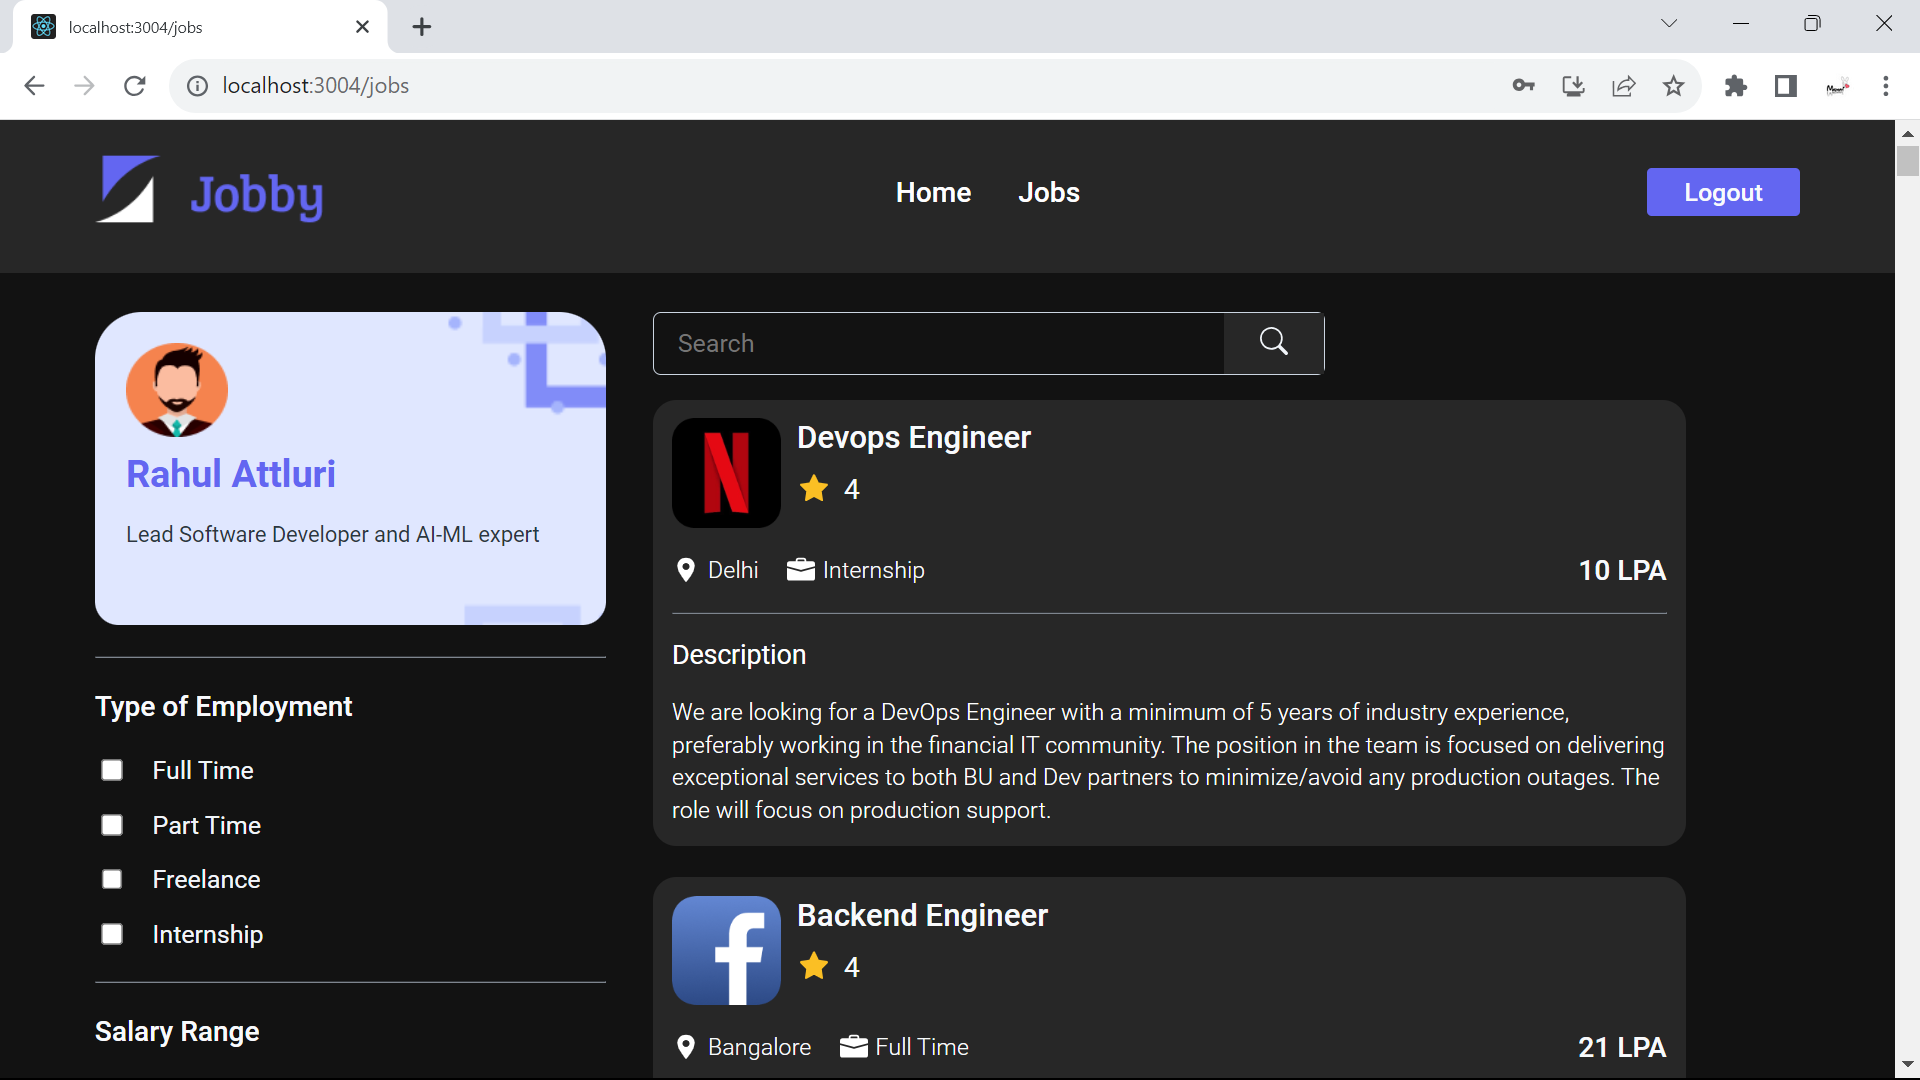 localhost:3004/jobs
localhost:3004/jobs
Jobby
Home
Jobs
Logout
Rahul Attluri
Lead Software Developer and AI-ML expert
Type of Employment
Full Time
Part Time
Freelance
Internship
Salary Range
Search
N
Devops Engineer
4
Delhi
Internship
10 LPA
Description
We are looking for a DevOps Engineer with a minimum of 5 years of industry experience,
preferably working in the financial IT community. The position in the team is focused on delivering
exceptional services to both BU and Dev partners to minimize/avoid any production outages. The
role will focus on production support.
f
Backend Engineer
4
Bangalore
Full Time
21 LPA